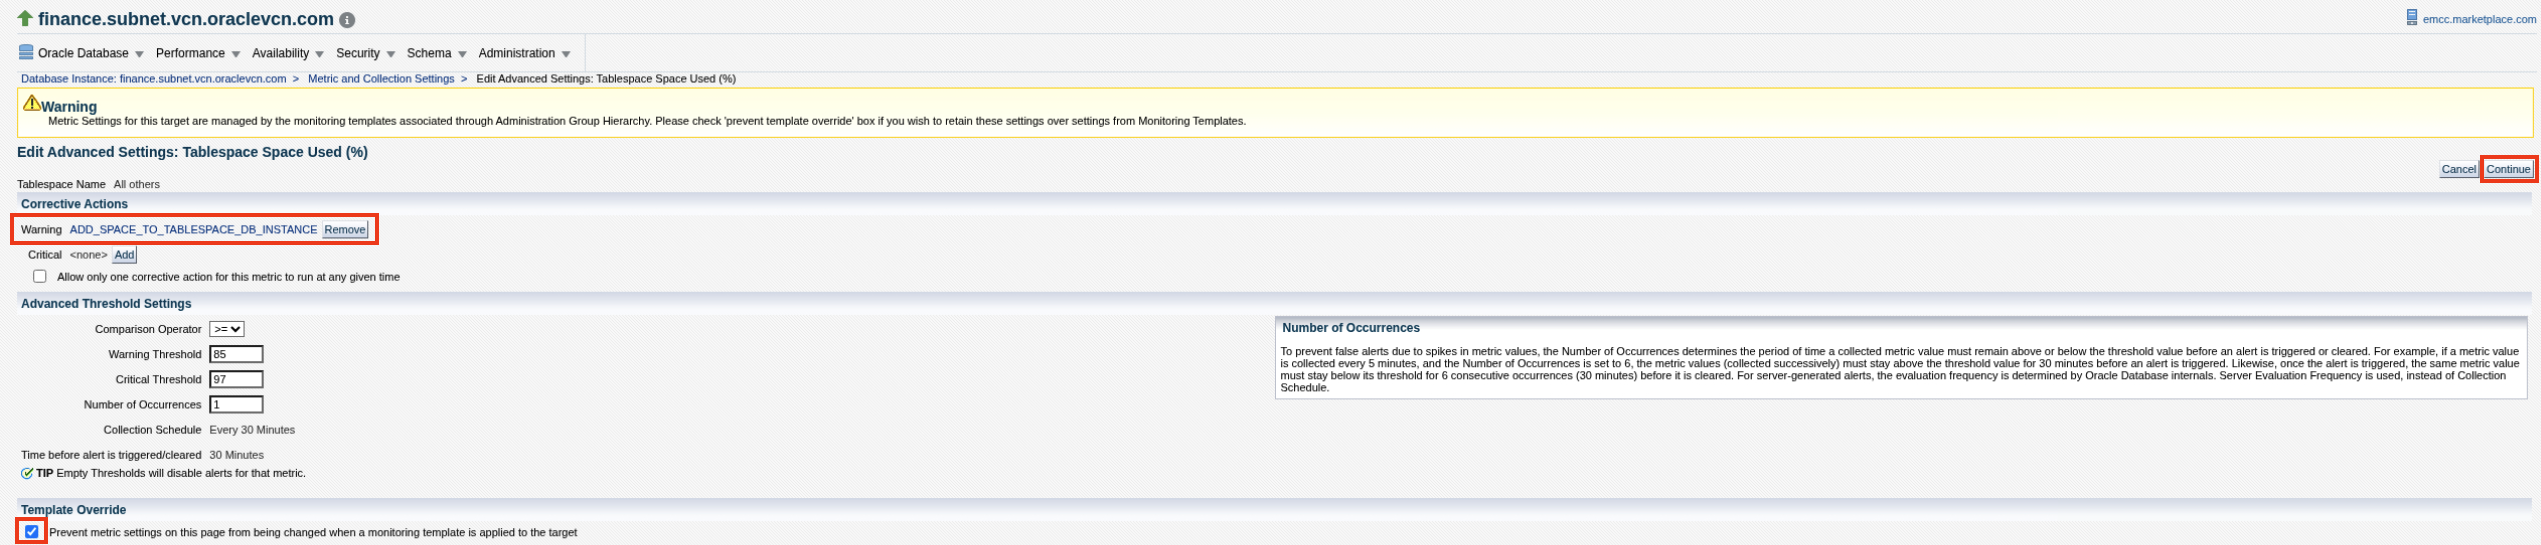 finance.subnet.vcn.oraclevcn.com
emcc.marketplace.com
Oracle Database Performance Availability Security Schema Administration
Database Instance: finance.subnet.vcn.oraclevcn.com > Metric and Collection Settings > Edit Advanced Settings: Tablespace Space Used (%)
Warning
Metric Settings for this target are managed by the monitoring templates associated through Administration Group Hierarchy. Please check 'prevent template override' box if you wish to retain these settings over settings from Monitoring Templates.
Edit Advanced Settings: Tablespace Space Used (%)
Cancel Continue
Tablespace Name All others
Corrective Actions
Warning ADD_SPACE_TO_TABLESPACE_DB_INSTANCE Remove
Critical <none> Add
Allow only one corrective action for this metric to run at any given time
Advanced Threshold Settings
Comparison Operator >=
Warning Threshold 85
Critical Threshold 97
Number of Occurrences 1
Collection Schedule Every 30 Minutes
Time before alert is triggered/cleared 30 Minutes
TIP Empty Thresholds will disable alerts for that metric.
Number of Occurrences
To prevent false alerts due to spikes in metric values, the Number of Occurrences determines the period of time a collected metric value must remain above or below the threshold value before an alert is triggered or cleared. For example, if a metric value
is collected every 5 minutes, and the Number of Occurrences is set to 6, the metric values (collected successively) must stay above the threshold value for 30 minutes before an alert is triggered. Likewise, once the alert is triggered, the same metric value
must stay below its threshold for 6 consecutive occurrences (30 minutes) before it is cleared. For server-generated alerts, the evaluation frequency is determined by Oracle Database internals. Server Evaluation Frequency is used, instead of Collection
Schedule.
Template Override
Prevent metric settings on this page from being changed when a monitoring template is applied to the target